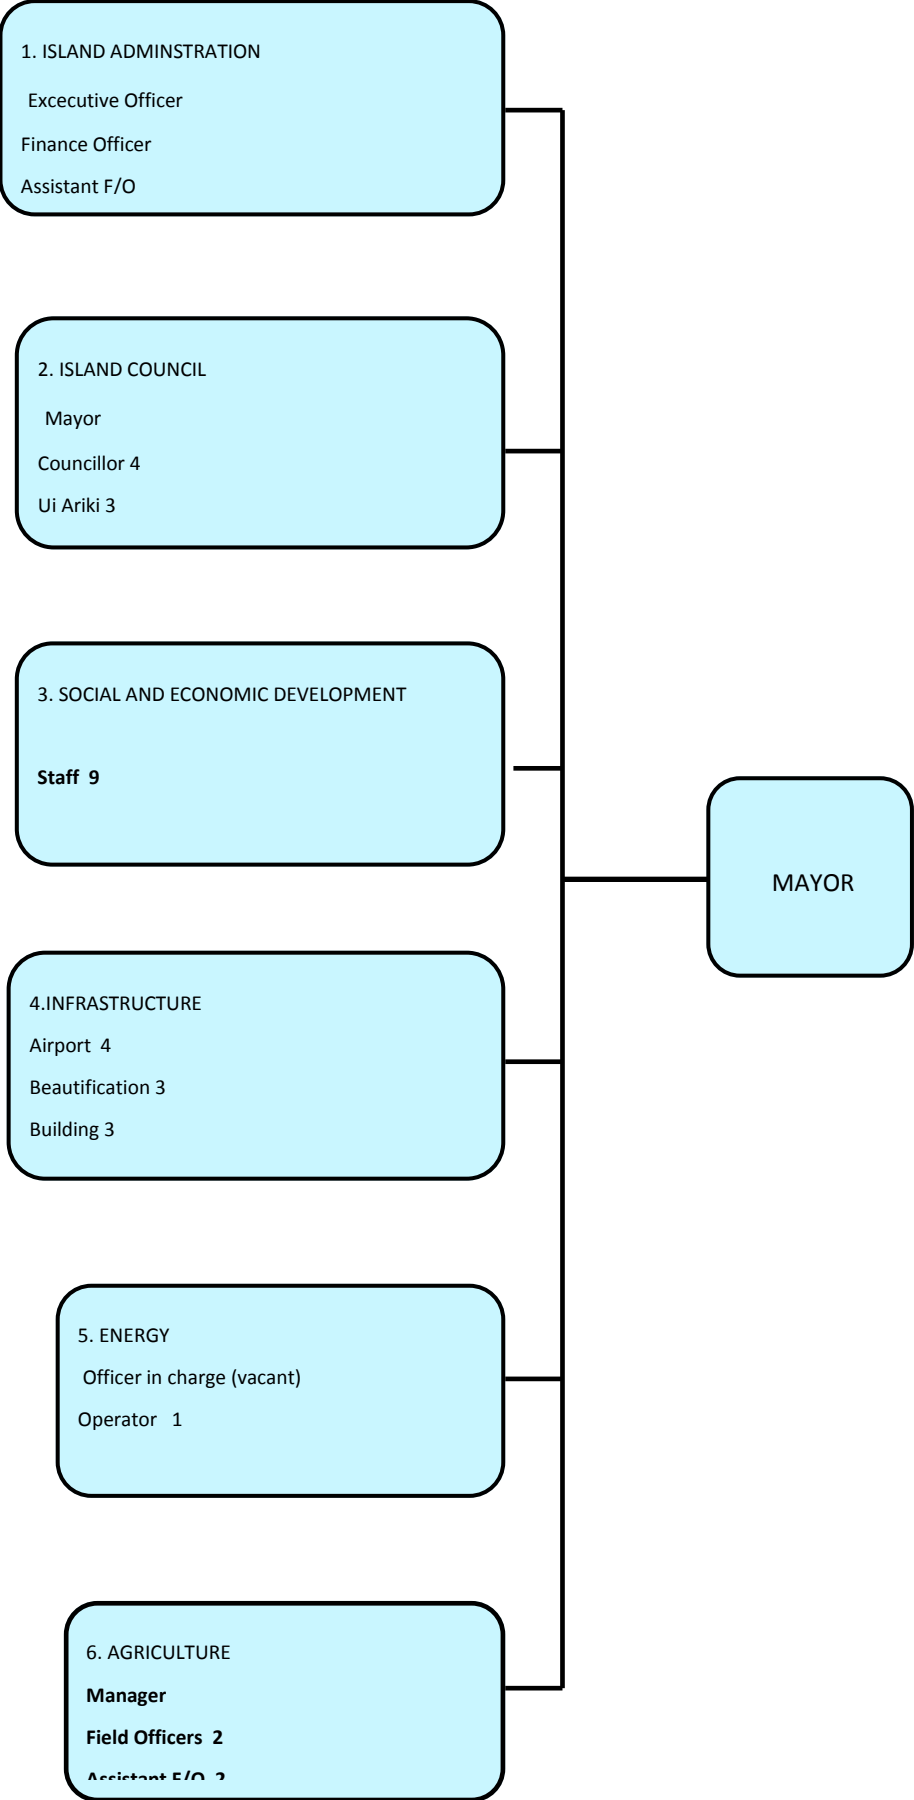 1. ISLAND ADMINSTRATION
Excecutive Officer
Finance Officer
Assistant F/O
2. ISLAND COUNCIL
Mayor
Councillor 4
Ui Ariki 3
3. SOCIAL AND ECONOMIC DEVELOPMENT
Staff 9
MAYOR
4.INFRASTRUCTURE
Airport 4
Beautification 3
Building 3
5. ENERGY
Officer in charge (vacant)
Operator 1
6. AGRICULTURE
Manager
Field Officers 2
Assistant F/O 2